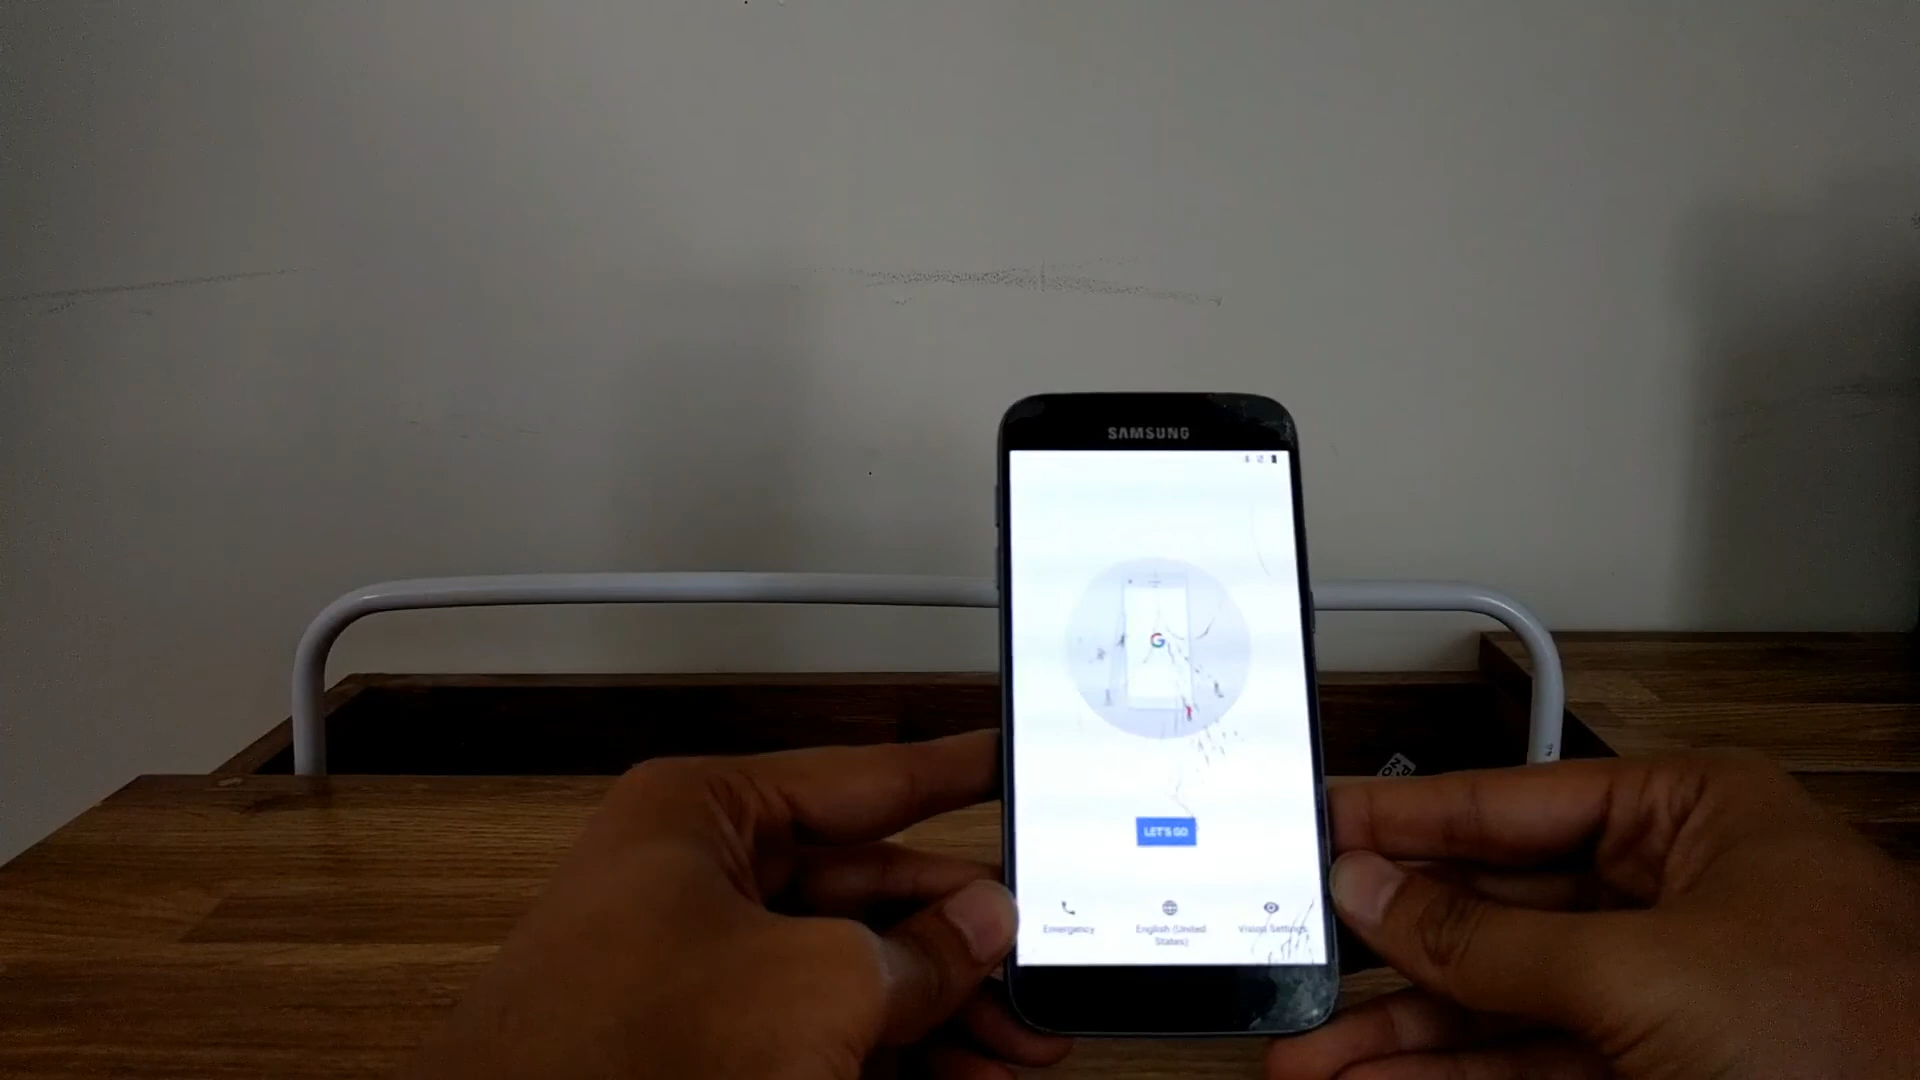 SAMSUNG
G
LET'S GO
Emergency
English (United
States)
Vision Settings